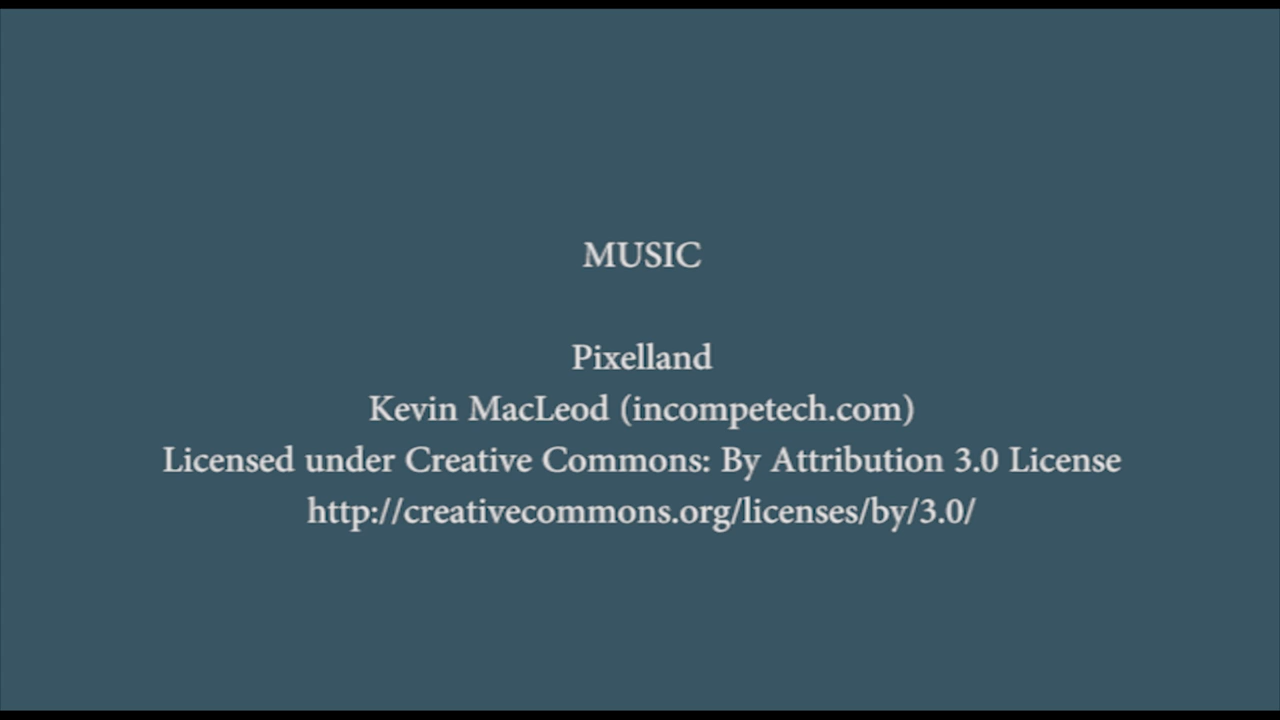 MUSIC
Pixelland
Kevin MacLeod (incompetech.com)
Licensed under Creative Commons: By Attribution 3.0 License
http://creativecommons.org/licenses/by/3.0/